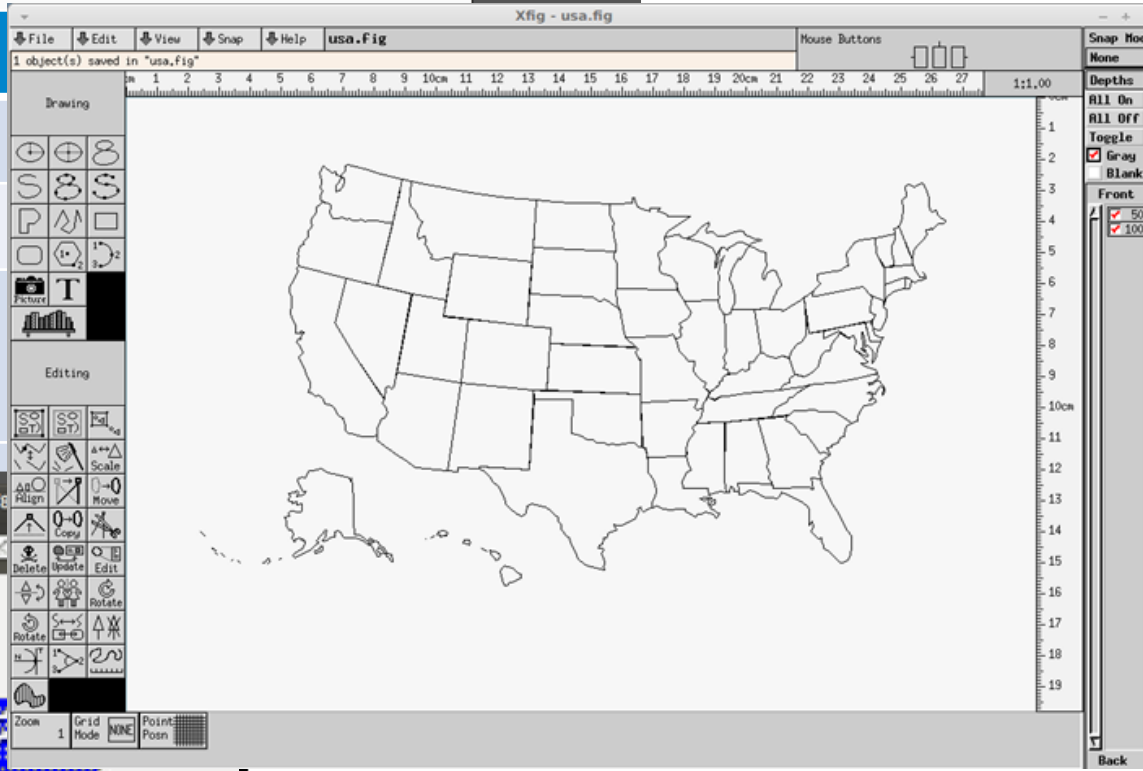 Xfig - usa.fig
File Edit View Snap Help usa.fig
Mouse Buttons
Snap Mod
None
1 object(s) saved in "usa.fig"
1 2 3 4 5 6 7 8 9 10cm 11 12 13 14 15 16 17 18 19 20cm 21 22 23 24 25 26 27
1:1.00
Depths
All On
All Off
Toggle
Gray
Blank
Front
50
100
Drawing
1
2
3
4
5
6
7
8
9
10cm
11
12
13
14
15
16
17
18
19
Picture T
Editing
Scale
Align Move
Copy
Delete Update Edit
Rotate
Rotate
Zoom
1
Grid
Mode NONE
Point
Posn
Back